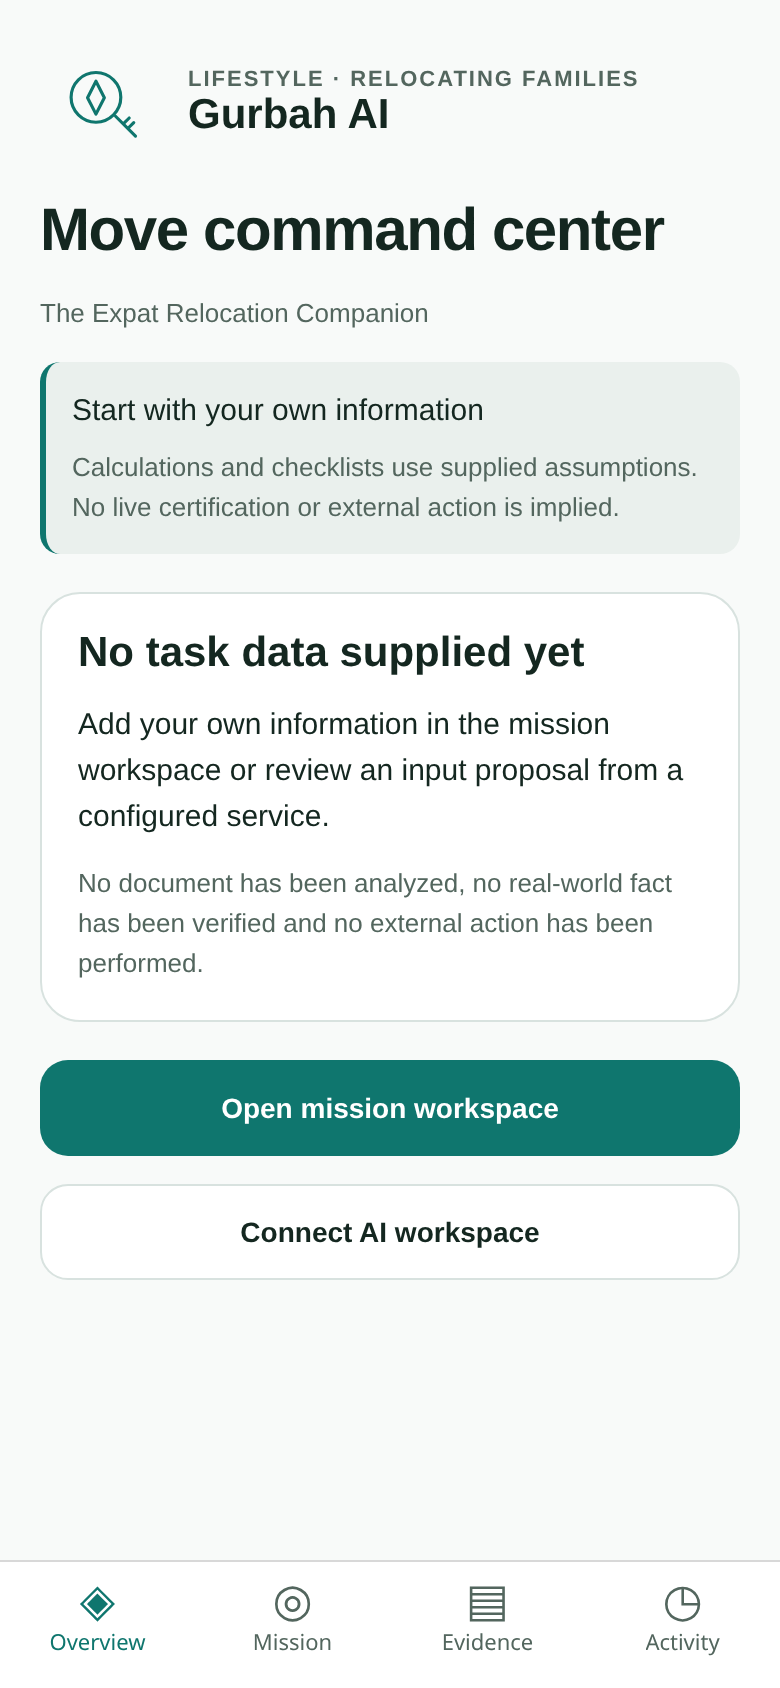 LIFESTYLE · RELOCATING FAMILIES
Gurbah AI
Move command center
The Expat Relocation Companion
Start with your own information
Calculations and checklists use supplied assumptions.
No live certification or external action is implied.
No task data supplied yet
Add your own information in the mission
workspace or review an input proposal from a
configured service.
No document has been analyzed, no real-world fact
has been verified and no external action has been
performed.
Open mission workspace
Connect AI workspace
Overview
Mission
Evidence
Activity